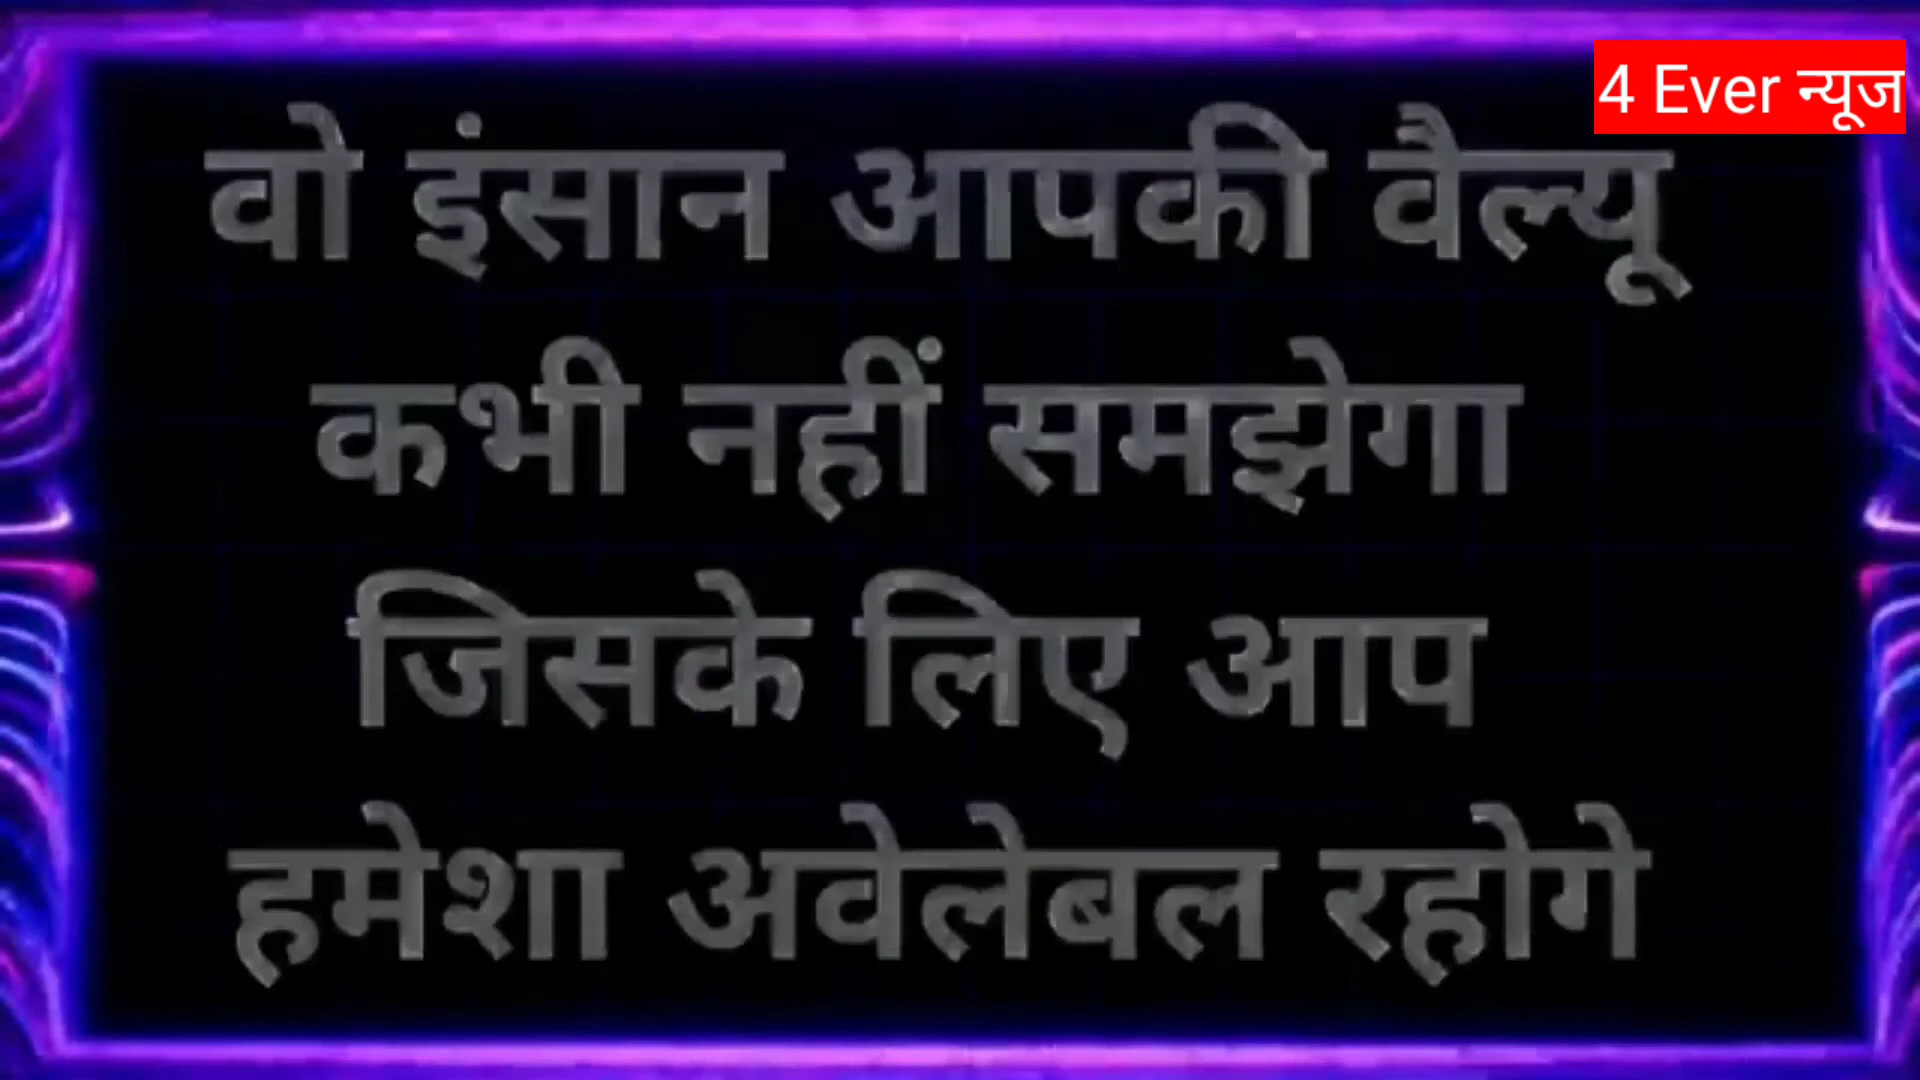 4 Ever न्यूज
वो इंसान आपकी वैल्यू
कभी नहीं समझेगा
जिसके लिए आप
हमेशा अवेलेबल रहोगे